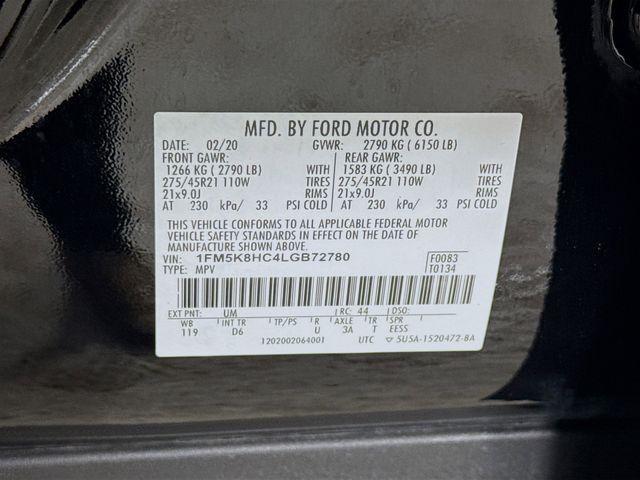 MFD. BY FORD MOTOR CO.
DATE: 02/20 GVWR: 2790 KG ( 6150 LB)
FRONT GAWR: REAR GAWR:
1266 KG ( 2790 LB) WITH 1583 KG ( 3490 LB) WITH
275/45R21 110W TIRES 275/45R21 110W TIRES
21x9.0J RIMS 21x9.0J RIMS
AT 230 kPa/ 33 PSI COLD AT 230 kPa/ 33 PSI COLD
THIS VEHICLE CONFORMS TO ALL APPLICABLE FEDERAL MOTOR
VEHICLE SAFETY STANDARDS IN EFFECT ON THE DATE OF
MANUFACTURE SHOWN ABOVE.
VIN: 1FM5K8HC4LGB72780 F0083
TYPE: MPV T0134
EXT PNT: UM RC: 44 DSO:
WB INT TR TP/PS R AXLE TR SPR
119 D6 U 3A T EESS
1202002064001 UTC ▽ 5U5A-1520472-BA